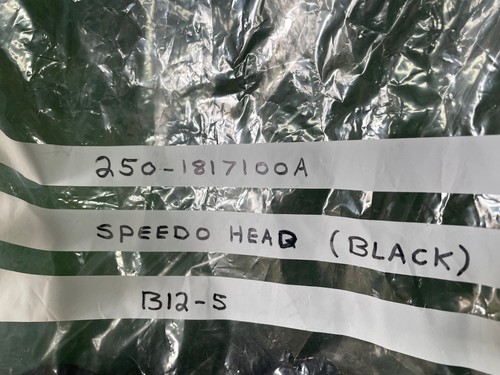 250-1817100A
SPEEDO HEAD (BLACK)
B12-5